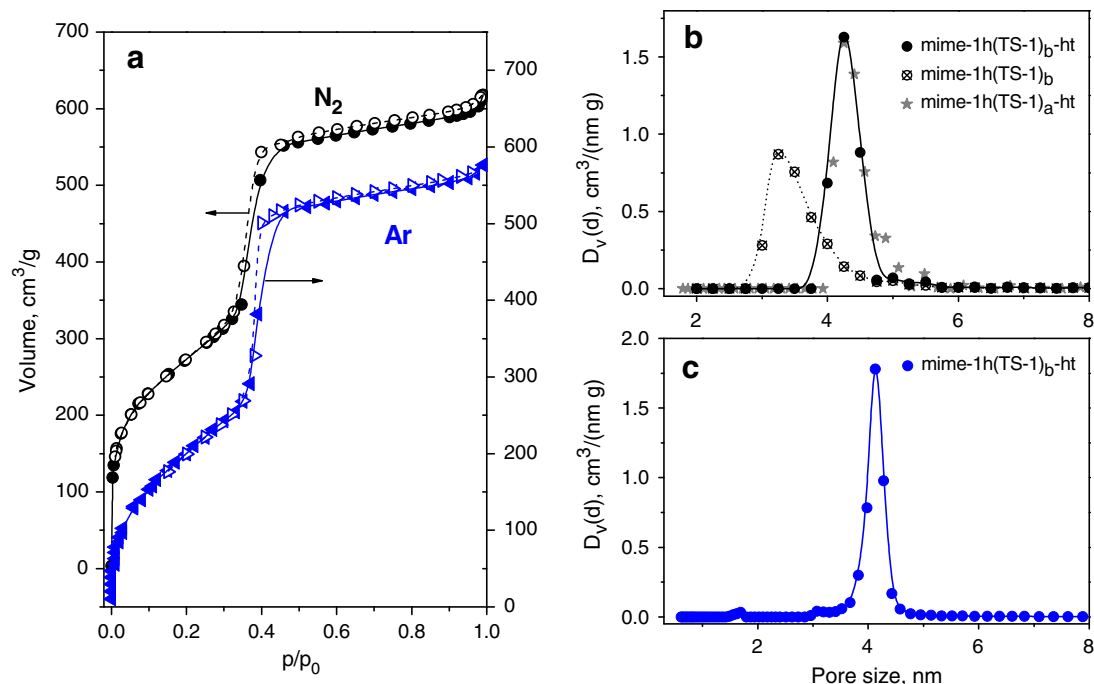 a
N2
Ar
700
600
500
400
300
200
100
0
Volume, cm3/g
700
600
500
400
300
200
100
0
0.0 0.2 0.4 0.6 0.8 1.0
p/p0
b
mime-1h(TS-1)b-ht
mime-1h(TS-1)b
mime-1h(TS-1)a-ht
1.5
1.0
0.5
0.0
Dv(d), cm3/(nm g)
2 4 6 8
c
mime-1h(TS-1)b-ht
2.0
1.5
1.0
0.5
0.0
Dv(d), cm3/(nm g)
2 4 6 8
Pore size, nm